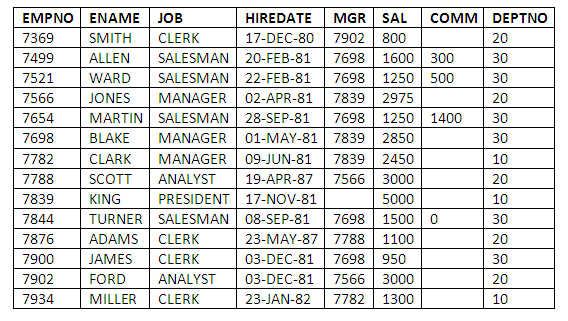 EMPNO ENAME JOB HIREDATE MGR SAL COMM DEPTNO
7369 SMITH CLERK 17-DEC-80 7902 800 20
7499 ALLEN SALESMAN 20-FEB-81 7698 1600 300 30
7521 WARD SALESMAN 22-FEB-81 7698 1250 500 30
7566 JONES MANAGER 02-APR-81 7839 2975 20
7654 MARTIN SALESMAN 28-SEP-81 7698 1250 1400 30
7698 BLAKE MANAGER 01-MAY-81 7839 2850 30
7782 CLARK MANAGER 09-JUN-81 7839 2450 10
7788 SCOTT ANALYST 19-APR-87 7566 3000 20
7839 KING PRESIDENT 17-NOV-81 5000 10
7844 TURNER SALESMAN 08-SEP-81 7698 1500 0 30
7876 ADAMS CLERK 23-MAY-87 7788 1100 20
7900 JAMES CLERK 03-DEC-81 7698 950 30
7902 FORD ANALYST 03-DEC-81 7566 3000 20
7934 MILLER CLERK 23-JAN-82 7782 1300 10